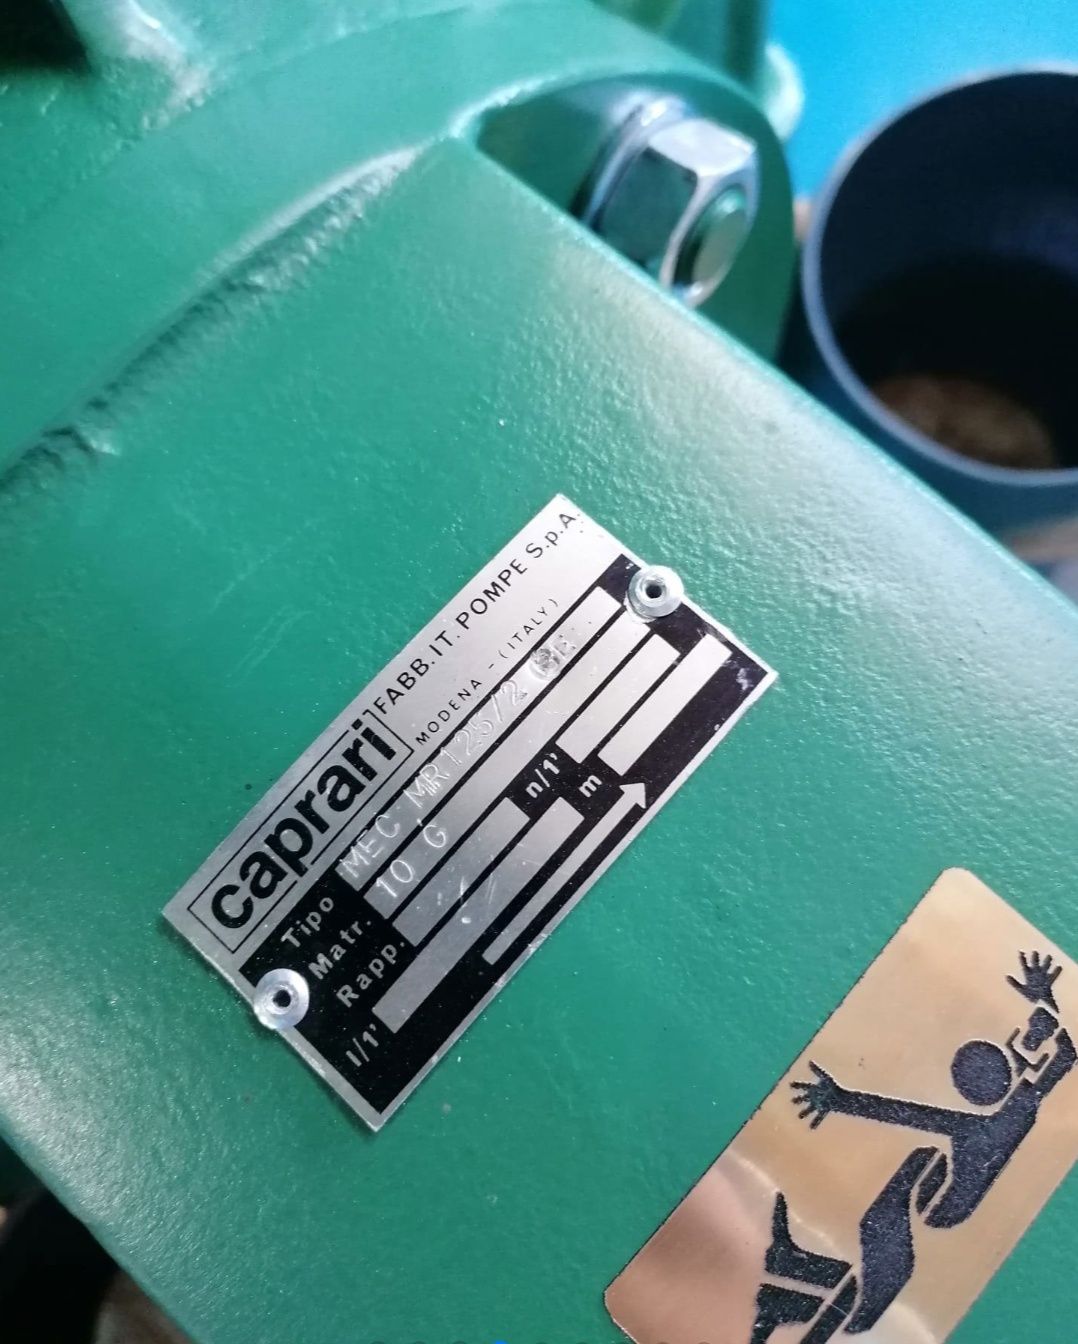 caprari
FABB. IT. POMPE S.p.A.
MODENA - (ITALY)
Tipo MEC MR125/2
Matr. 10 G
Rapp. n/1'
l/1' m